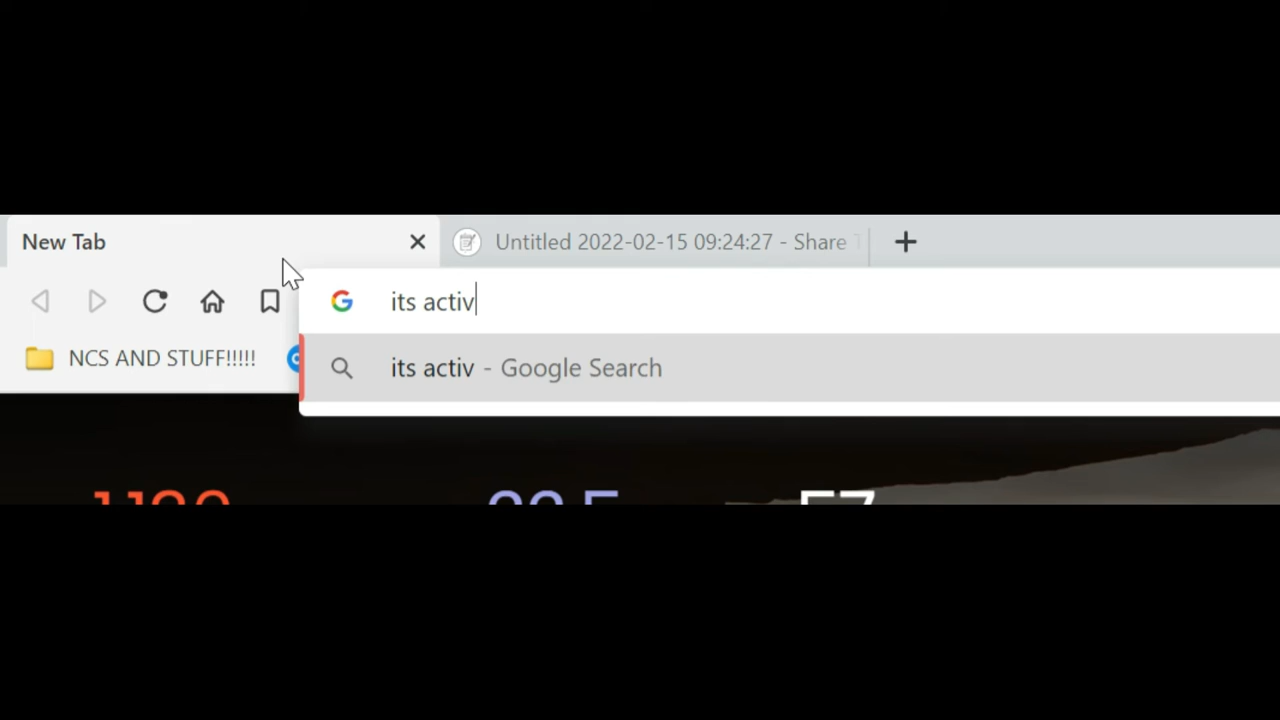 New Tab
Untitled 2022-02-15 09:24:27 - Share
its activ
NCS AND STUFF!!!!!
its activ - Google Search